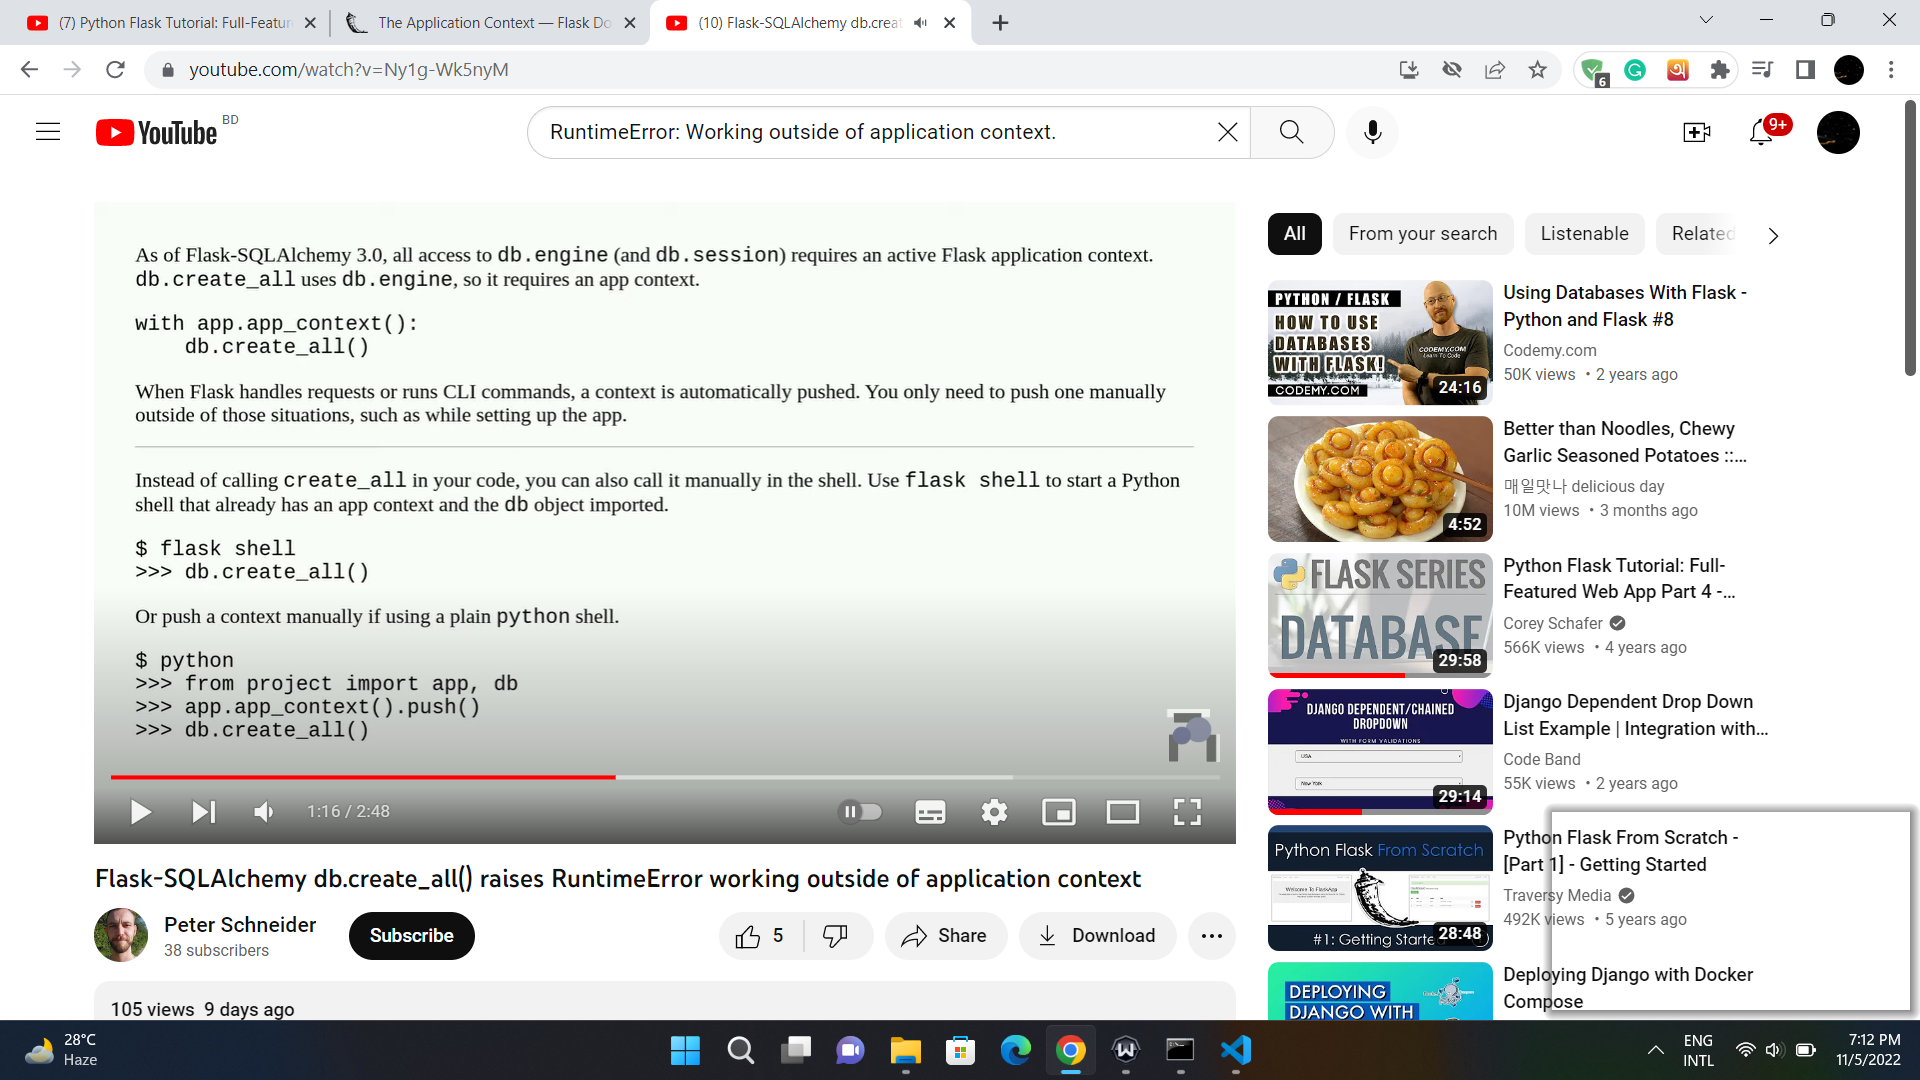 (7) Python Flask Tutorial: Full-Featur
The Application Context — Flask Do
(10) Flask-SQLAlchemy db.creat
youtube.com/watch?v=Ny1g-Wk5nyM
6
YouTube BD
RuntimeError: Working outside of application context.
9+
As of Flask-SQLAlchemy 3.0, all access to db.engine (and db.session) requires an active Flask application context.
db.create_all uses db.engine, so it requires an app context.
with app.app_context():
db.create_all()
When Flask handles requests or runs CLI commands, a context is automatically pushed. You only need to push one manually
outside of those situations, such as while setting up the app.
Instead of calling create_all in your code, you can also call it manually in the shell. Use flask shell to start a Python
shell that already has an app context and the db object imported.
$ flask shell
>>> db.create_all()
Or push a context manually if using a plain python shell.
$ python
>>> from project import app, db
>>> app.app_context().push()
>>> db.create_all()
1:16 / 2:48
Flask-SQLAlchemy db.create_all() raises RuntimeError working outside of application context
Peter Schneider
38 subscribers
Subscribe
5
Share
Download
105 views 9 days ago
All
From your search
Listenable
Related
PYTHON / FLASK
HOW TO USE
DATABASES
WITH FLASK!
CODEMY.COM
CODEMY.COM
Learn To Code
24:16
Using Databases With Flask -
Python and Flask #8
Codemy.com
50K views • 2 years ago
4:52
Better than Noodles, Chewy
Garlic Seasoned Potatoes ::...
매일맛나 delicious day
10M views • 3 months ago
FLASK SERIES
DATABASE
29:58
Python Flask Tutorial: Full-
Featured Web App Part 4 -...
Corey Schafer
566K views • 4 years ago
DJANGO DEPENDENT/CHAINED
DROPDOWN
WITH FORM VALIDATIONS
USA
New York
29:14
Django Dependent Drop Down
List Example | Integration with...
Code Band
55K views • 2 years ago
Python Flask From Scratch
Welcome To FlaskApp
#1: Getting Started
28:48
Python Flask From Scratch -
[Part 1] - Getting Started
Traversy Media
492K views • 5 years ago
DEPLOYING
DJANGO WITH
Deploying Django with Docker
Compose
28°C
Haze
ENG
INTL
7:12 PM
11/5/2022